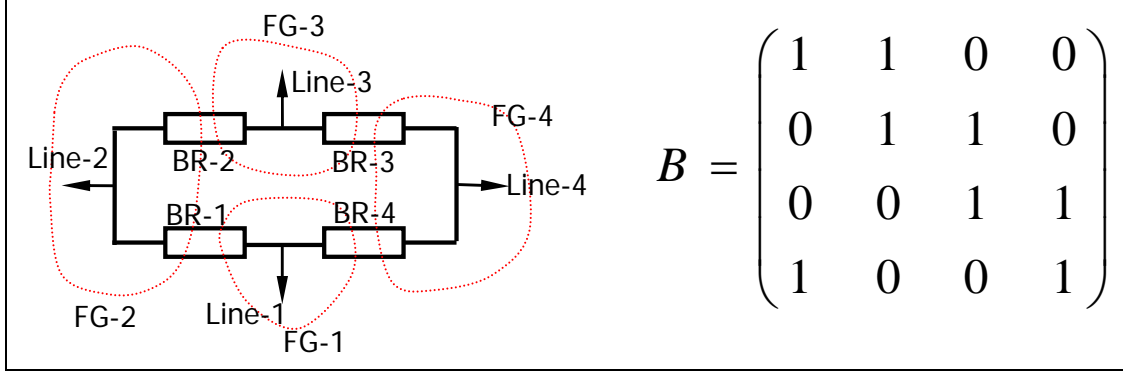 FG-3
Line-3
FG-4
Line-2
BR-2
BR-3
Line-4
BR-1
BR-4
FG-2
Line-1
FG-1
B = ( 1 1 0 0
0 1 1 0
0 0 1 1
1 0 0 1 )